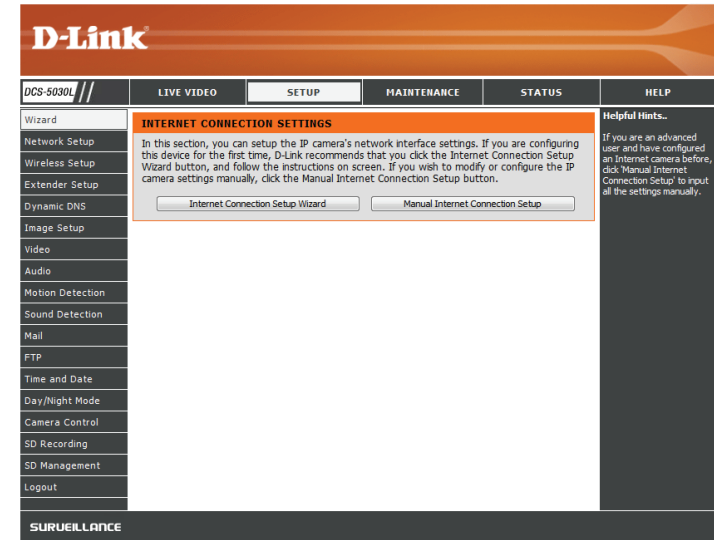 D-Link
DCS-5030L
LIVE VIDEO
SETUP
MAINTENANCE
STATUS
HELP
Wizard
Network Setup
Wireless Setup
Extender Setup
Dynamic DNS
Image Setup
Video
Audio
Motion Detection
Sound Detection
Mail
FTP
Time and Date
Day/Night Mode
Camera Control
SD Recording
SD Management
Logout
INTERNET CONNECTION SETTINGS
In this section, you can setup the IP camera's network interface settings. If you are configuring
this device for the first time, D-Link recommends that you click the Internet Connection Setup
Wizard button, and follow the instructions on screen. If you wish to modify or configure the IP
camera settings manually, click the Manual Internet Connection Setup button.
Internet Connection Setup Wizard
Manual Internet Connection Setup
Helpful Hints..
If you are an advanced
user and have configured
an Internet camera before,
click 'Manual Internet
Connection Setup' to input
all the settings manually.
SURVEILLANCE